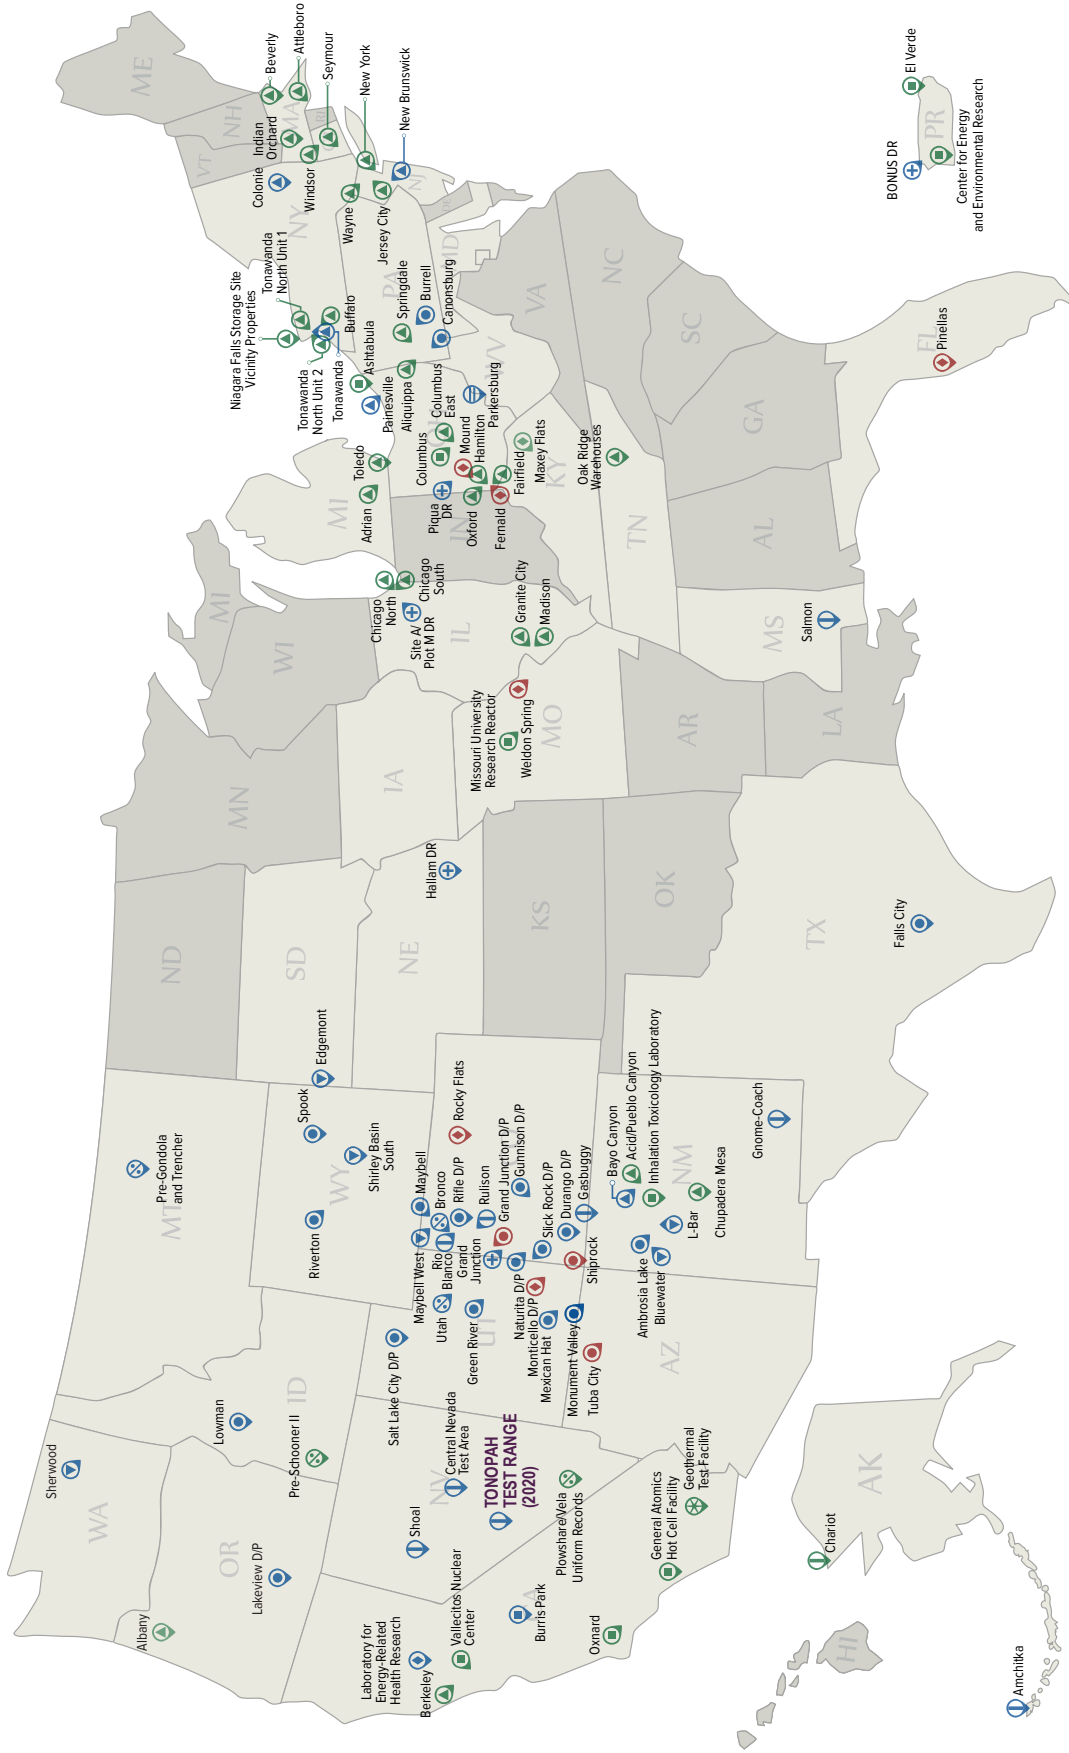 Sherwood
WA
Albany
OR
Lakeview D/P
Lowman
ID
Pre-Schooner II
MT
Pre-Gondola
and Trencher
Riverton
WY
Spook
Edgemont
Shirley Basin
South
ND
SD
NE
Hallam DR
KS
OK
MN
IA
WI
MI
MI
Laboratory for
Energy-Related
Health Research
Berkeley
Vallecitos Nuclear
Center
Burris Park
Oxnard
Shoal
NV
Central Nevada
Test Area
TONOPAH
TEST RANGE
(2020)
Plowshare/Vela
Uniform Records
General Atomics
Hot Cell Facility
Geothermal
Test Facility
Salt Lake City D/P
Utah
Green River
UT
Monticello D/P
Mexican Hat
Monument Valley
Tuba City
AZ
Maybell West
Maybell
Rio
Blanco
Bronco
Rifle D/P
Rulison
Rocky Flats
Grand
Junction
Grand Junction D/P
Gunnison D/P
Naturita D/P
Slick Rock D/P
Durango D/P
Gasbuggy
Shiprock
Bayo Canyon
Acid/Pueblo Canyon
Inhalation Toxicology Laboratory
NM
Ambrosia Lake
Bluewater
L-Bar
Chupadera Mesa
Gnome-Coach
TX
Falls City
Missouri University
Research Reactor
Weldon Spring
MO
AR
LA
MS
Salmon
AL
GA
FL
Pinellas
SC
NC
VA
TN
Oak Ridge
Warehouses
KY
Maxey Flats
IL
Chicago
North
Chicago
South
Site A/
Plot M DR
Granite City
Madison
IN
Adrian
Toledo
Piqua
DR
Oxford
Fernald
Columbus
Columbus
East
Mound
Hamilton
Fairfield
Parkersburg
WV
Ashtabula
Painesville
Aliquippa
PA
Springdale
Burrell
Canonsburg
MD
Niagara Falls Storage Site
Vicinity Properties
Tonawanda
North Unit 1
Tonawanda
North Unit 2
Tonawanda
Buffalo
NY
Colonie
Indian
Orchard
Windsor
Wayne
Jersey City
NJ
ME
NH
VT
MA
RI
Beverly
Attleboro
Seymour
New York
New Brunswick
AK
Chariot
Amchitka
HI
BONUS DR
El Verde
PR
Center for Energy
and Environmental Research